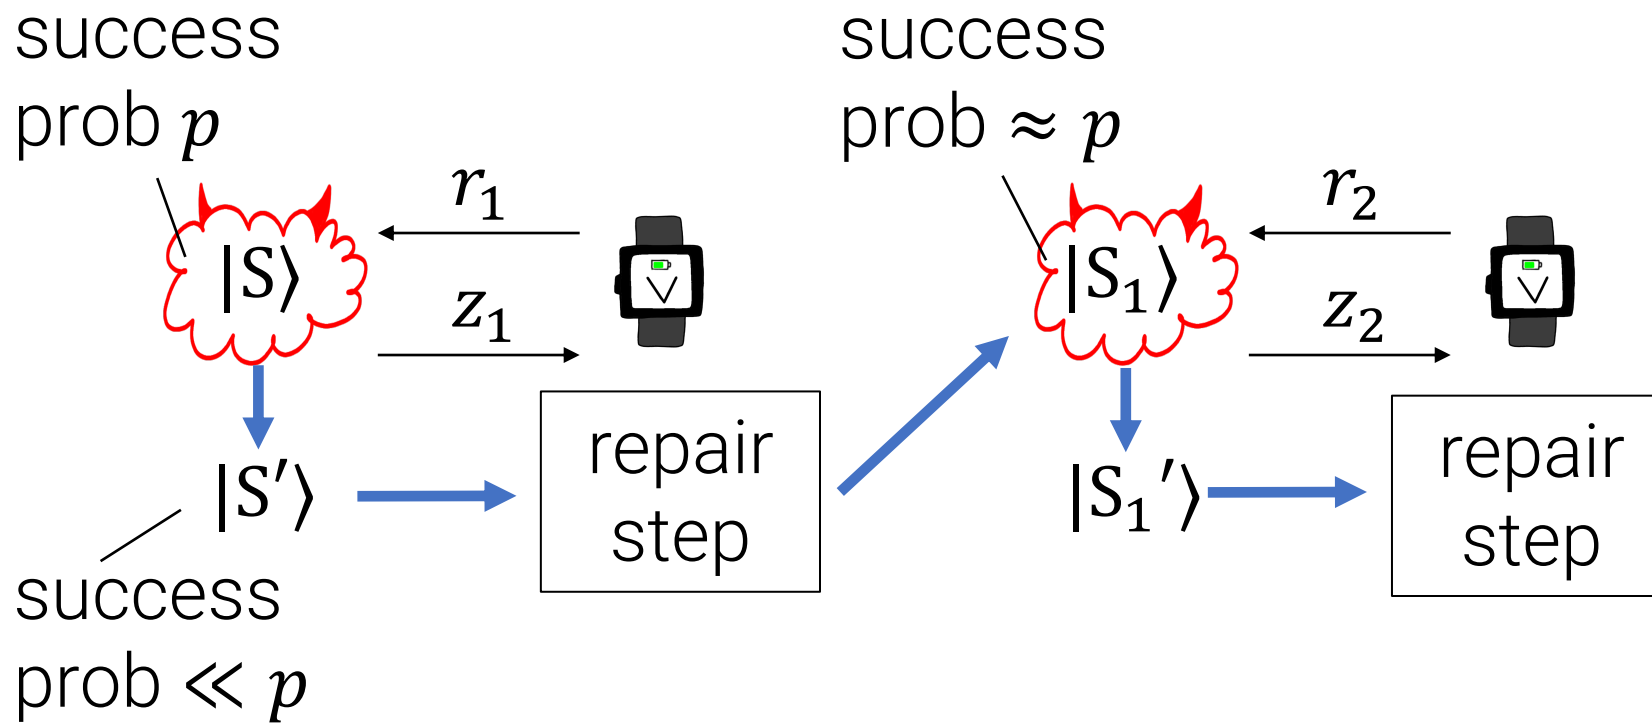 success
prob p
r₁
|S⟩
V
z₁
|S′⟩
repair
step
success
prob ≪ p
success
prob ≈ p
r₂
|S₁⟩
V
z₂
|S₁′⟩
repair
step